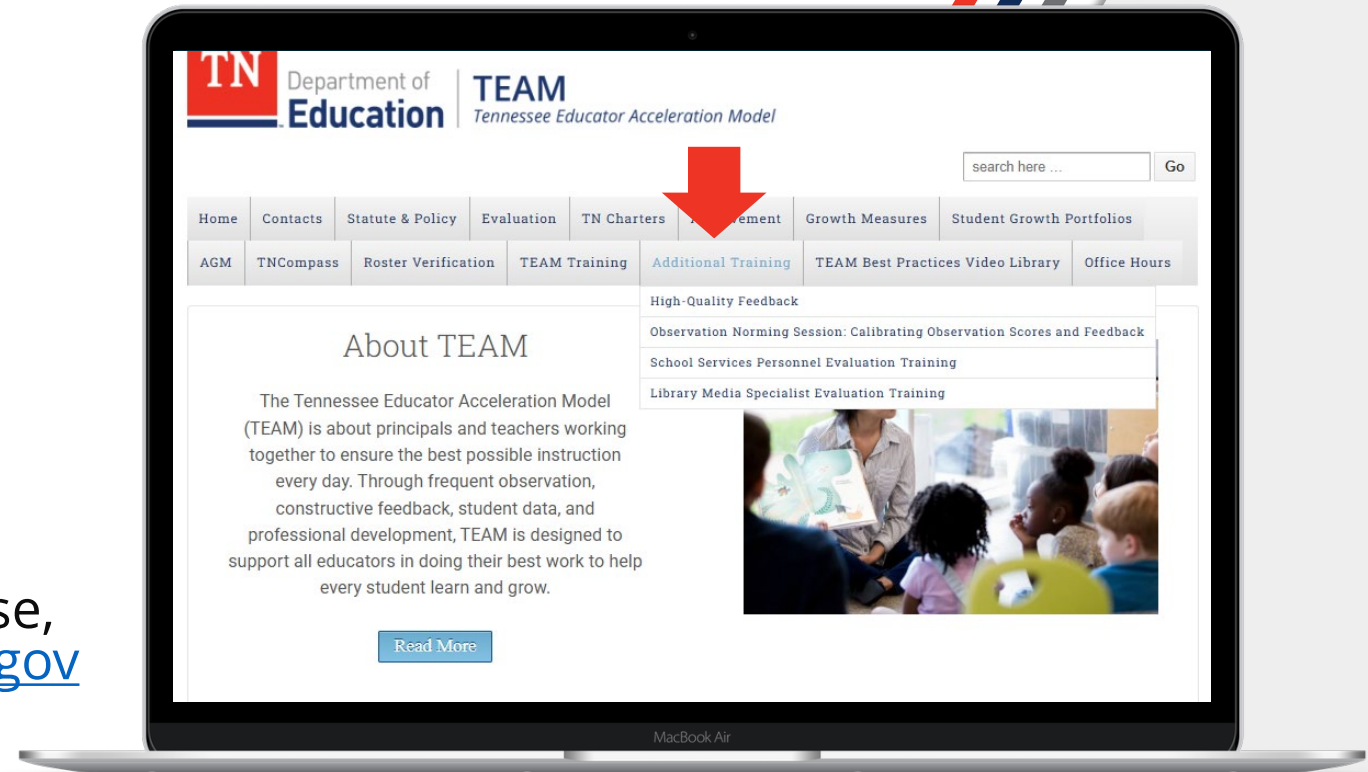 TN
Department of
Education
TEAM
Tennessee Educator Acceleration Model
search here ...
Go
Home
Contacts
Statute & Policy
Evaluation
TN Charters
Growth Measures
Student Growth Portfolios
AGM
TNCompass
Roster Verification
TEAM Training
Additional Training
TEAM Best Practices Video Library
Office Hours
High-Quality Feedback
Observation Norming Session: Calibrating Observation Scores and Feedback
School Services Personnel Evaluation Training
Library Media Specialist Evaluation Training
About TEAM
The Tennessee Educator Acceleration Model
(TEAM) is about principals and teachers working
together to ensure the best possible instruction
every day. Through frequent observation,
constructive feedback, student data, and
professional development, TEAM is designed to
support all educators in doing their best work to help
every student learn and grow.
Read More
se,
gov
MacBook Air